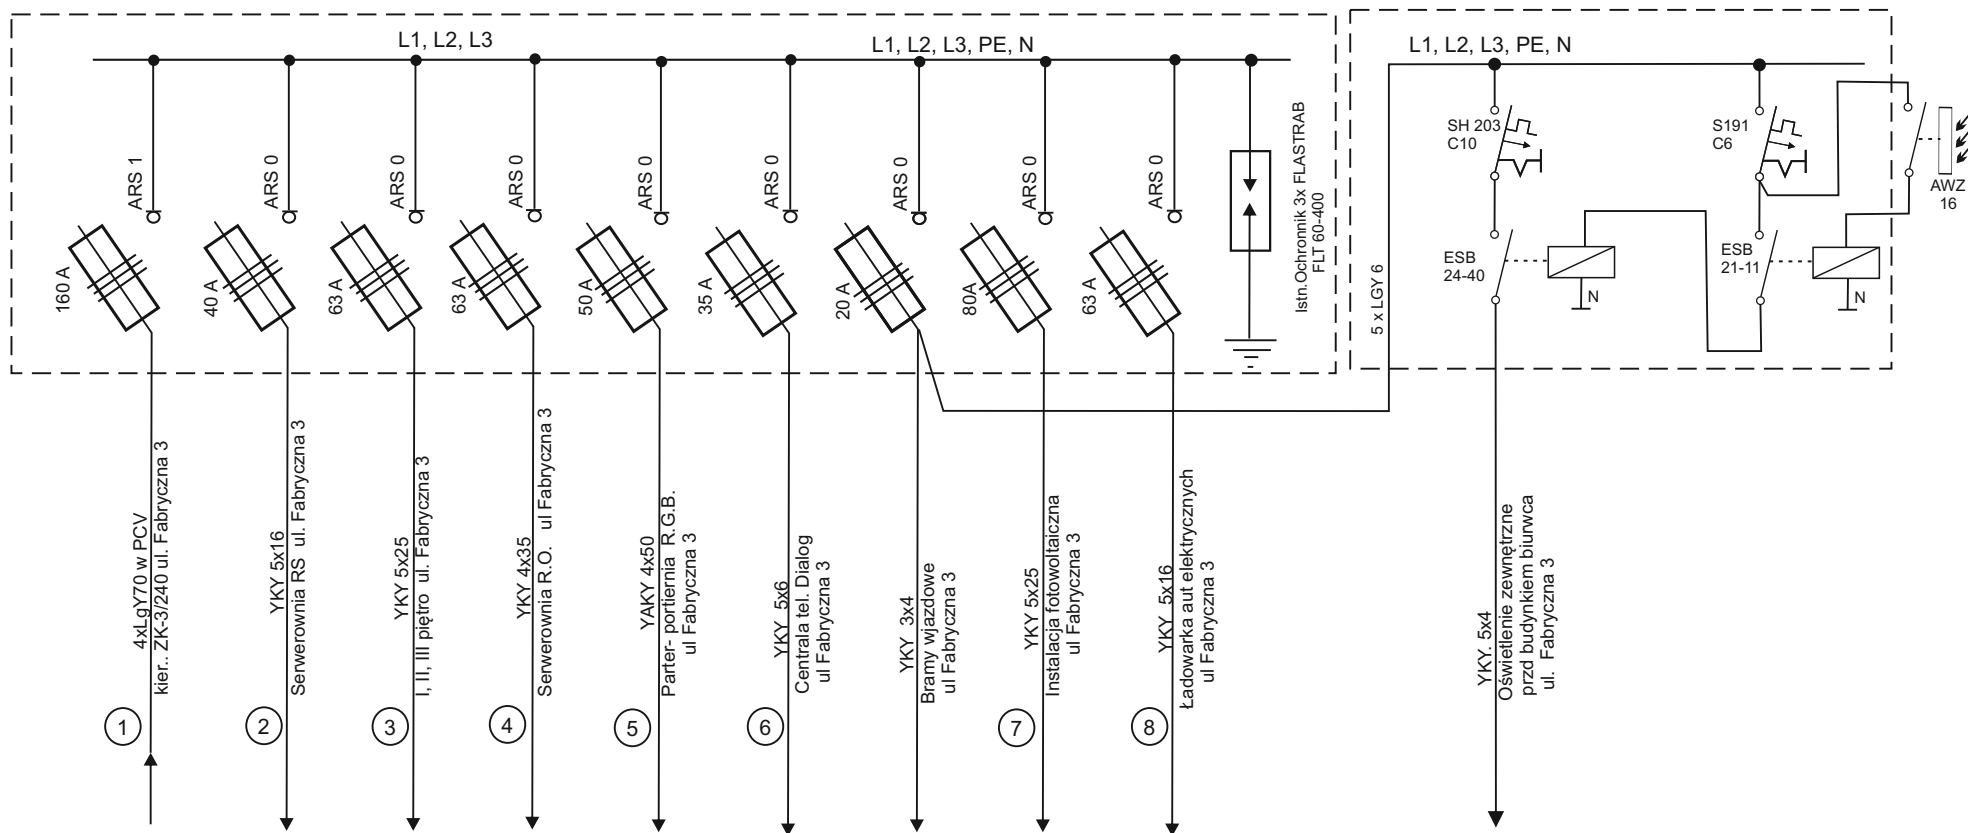 L1, L2, L3
L1, L2, L3, PE, N
L1, L2, L3, PE, N
ARS 1
ARS 0
ARS 0
ARS 0
ARS 0
ARS 0
ARS 0
ARS 0
ARS 0
160 A
40 A
63 A
63 A
50 A
35 A
20 A
80A
63 A
Istn.Ochronnik 3x FLASTRAB
FLT 60-400
5 x LGY 6
SH 203
C10
S191
C6
AWZ
16
ESB
24-40
N
ESB
21-11
N
4xLgY70 w PCV
kier.. ZK-3/240 ul. Fabryczna 3
YKY 5x16
Serwerownia RS ul. Fabryczna 3
YKY 5x25
I, II, III piętro ul. Fabryczna 3
YKY 4x35
Serwerownia R.O. ul Fabryczna 3
YAKY 4x50
Parter- portiernia R.G.B.
ul Fabryczna 3
YKY 5x6
Centrala tel. Dialog
ul Fabryczna 3
YKY 3x4
Bramy wjazdowe
ul Fabryczna 3
YKY 5x25
Instalacja fotowoltaiczna
ul Fabryczna 3
YKY 5x16
Ładowarka aut elektrycznych
ul Fabryczna 3
YKY. 5x4
Oświetlenie zewnętrzne
przd budynkiem biurwca
ul. Fabryczna 3
1
2
3
4
5
6
7
8